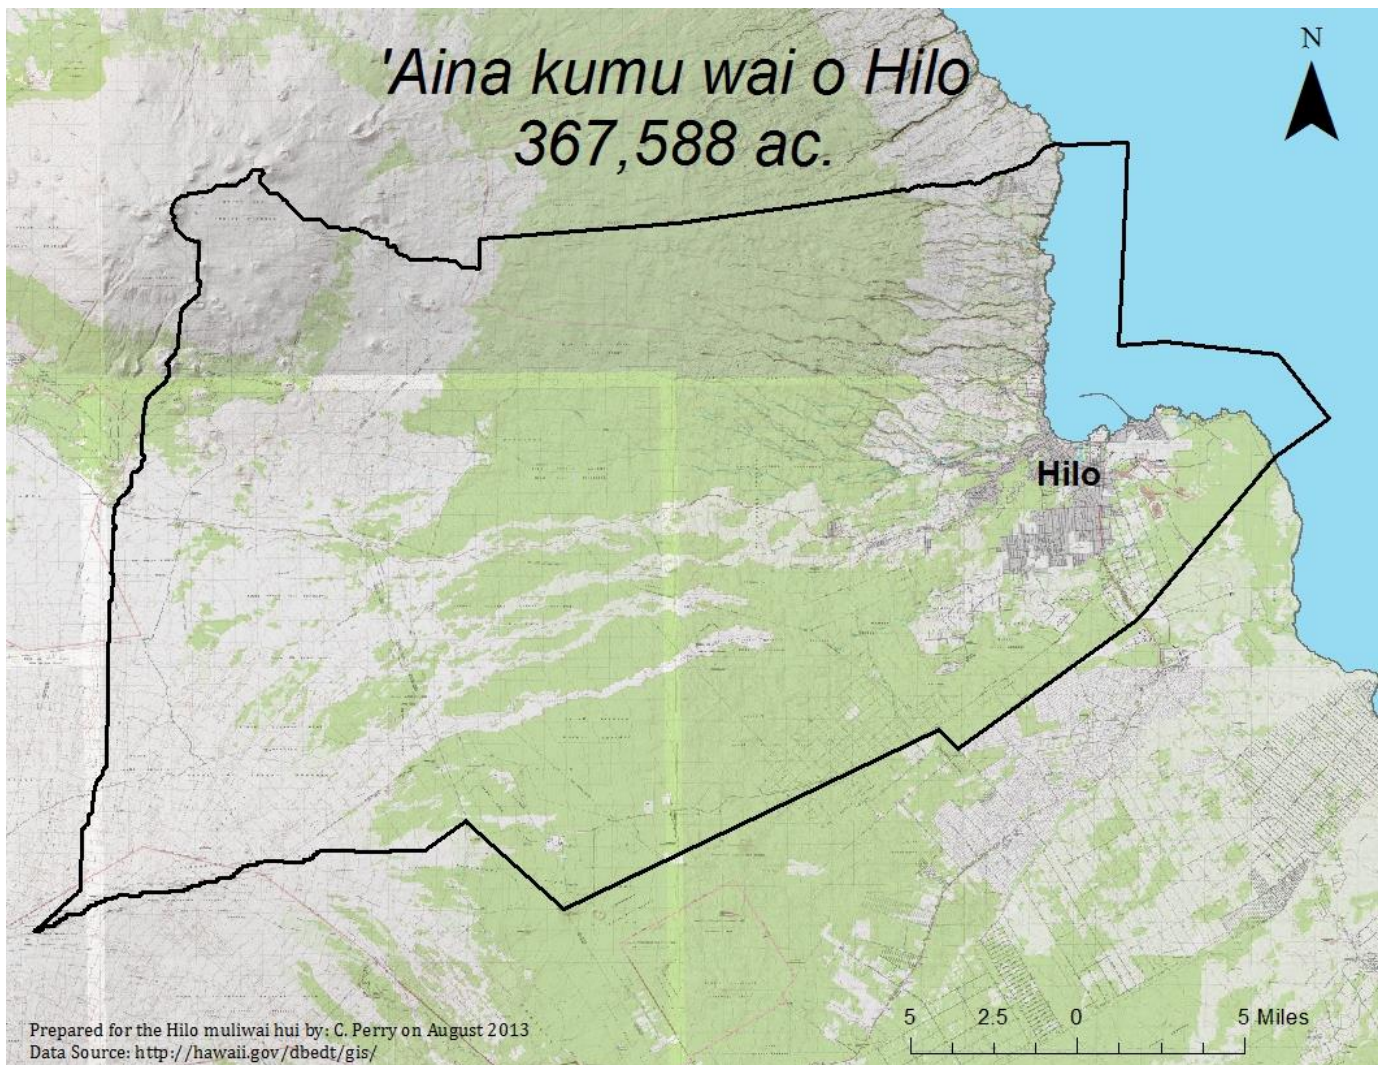 'Aina kumu wai o Hilo
367,588 ac.
N
Hilo
5 2.5 0 5 Miles
Prepared for the Hilo muliwai hui by: C. Perry on August 2013
Data Source: http://hawaii.gov/dbedt/gis/